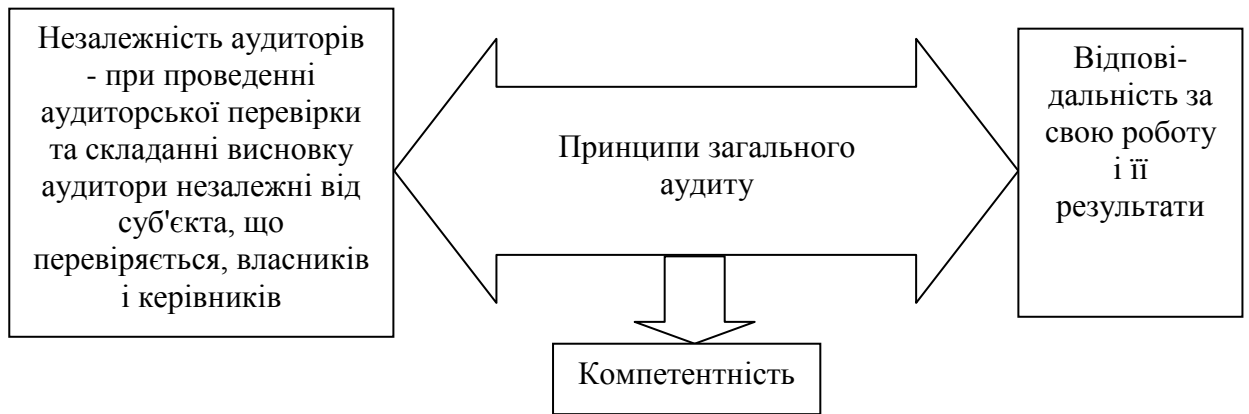 Незалежність аудиторів
- при проведенні
аудиторської перевірки
та складанні висновку
аудитори незалежні від
суб'єкта, що
перевіряється, власників
і керівників
Принципи загального
аудиту
Відпові-
дальність за
свою роботу
і її
результати
Компетентність